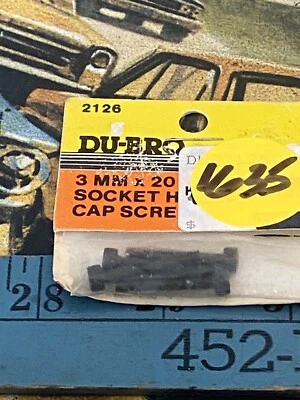 2126
DU-BRO
1635
3 MM X 20
SOCKET H
CAP SCRE
$
28
452-